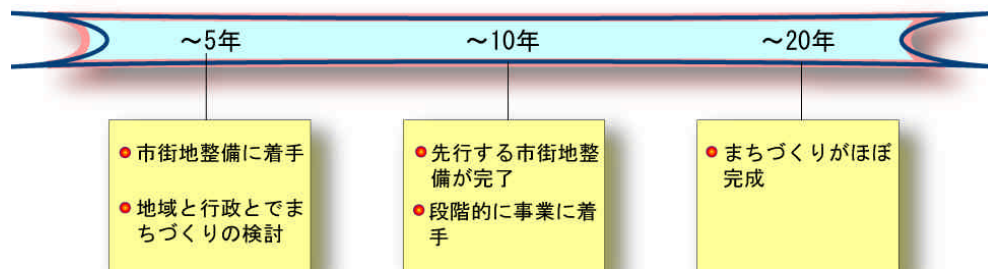 ～5年
～10年
～20年
市街地整備に着手
地域と行政とでま
ちづくりの検討
先行する市街地整
備が完了
段階的に事業に着
手
まちづくりがほぼ
完成